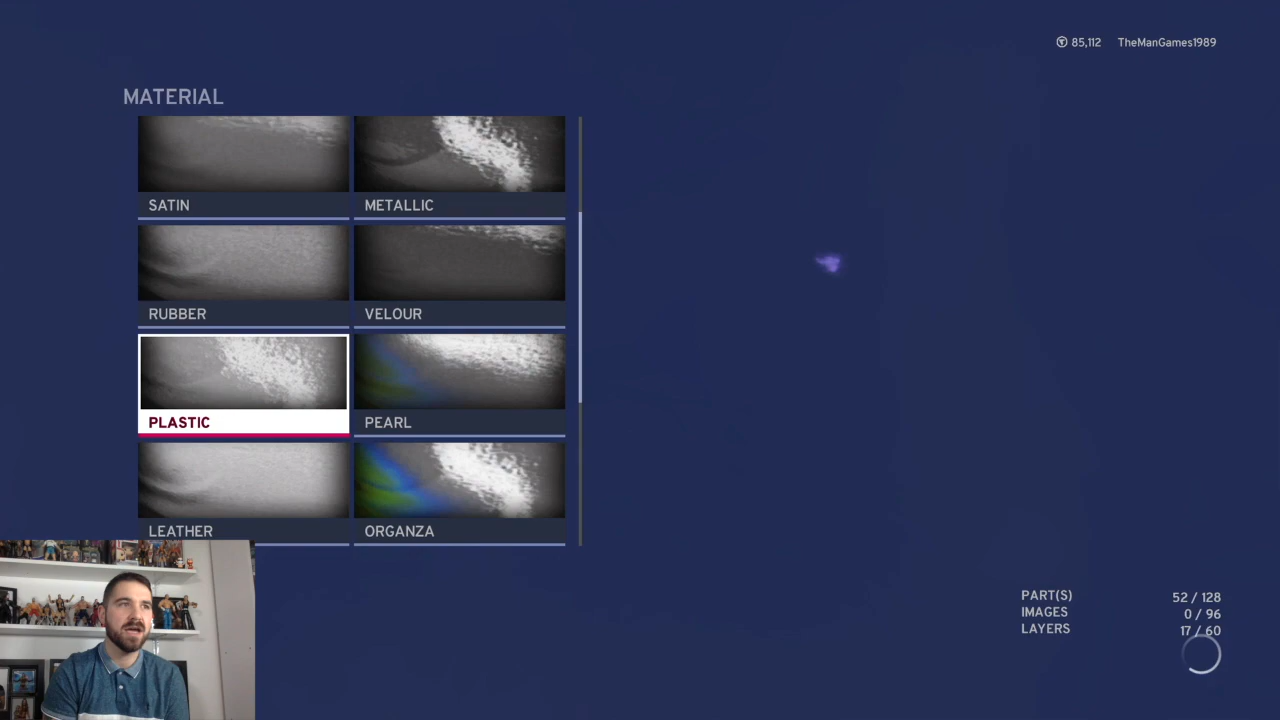 85,112 TheManGames1989
MATERIAL
SATIN METALLIC
RUBBER VELOUR
PLASTIC PEARL
LEATHER ORGANZA
PART(S) 52 / 128
IMAGES 0 / 96
LAYERS 17 / 60